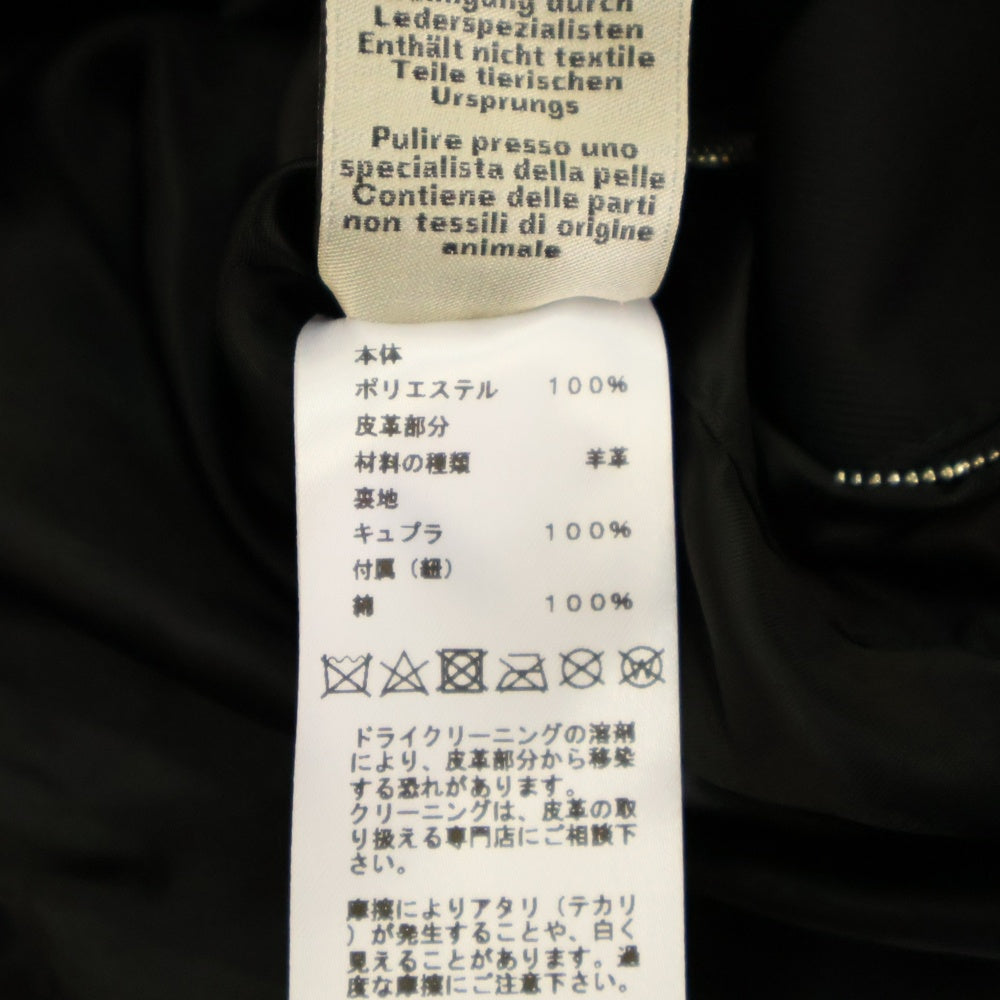 Lederspezialisten
Enthält nicht textile
Teile tierischen
Ursprungs
Pulire presso uno
specialista della pelle
Contiene delle parti
non tessili di origine
animale
本体
ポリエステル 100%
皮革部分
材料の種類 羊革
裏地
キュプラ 100%
付属(紐)
綿 100%
ドライクリーニングの溶剤
により、皮革部分から移染
する恐れがあります。
クリーニングは、皮革の取
り扱える専門店にご相談下
さい。
摩擦によりアタリ(テカリ
)が発生することや、白く
見えることがあります。過
度な摩擦にご注意下さい。